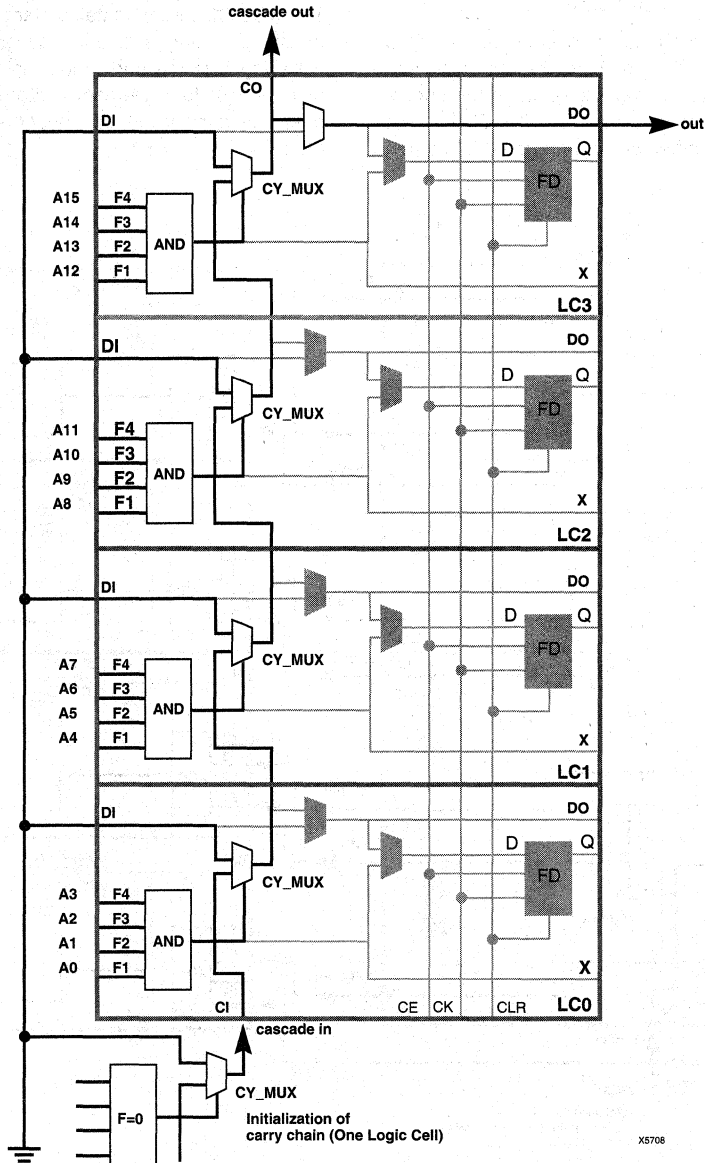 cascade out
CO
DI
DO
out
D
Q
FD
CY_MUX
A15 F4
A14 F3
A13 F2
A12 F1
AND
X
LC3
DI
DO
D
Q
FD
CY_MUX
A11 F4
A10 F3
A9 F2
A8 F1
AND
X
LC2
DI
DO
D
Q
FD
CY_MUX
A7 F4
A6 F3
A5 F2
A4 F1
AND
X
LC1
DI
DO
D
Q
FD
CY_MUX
A3 F4
A2 F3
A1 F2
A0 F1
AND
X
CI
CE
CK
CLR
LC0
cascade in
CY_MUX
F=0
Initialization of
carry chain (One Logic Cell)
X5708